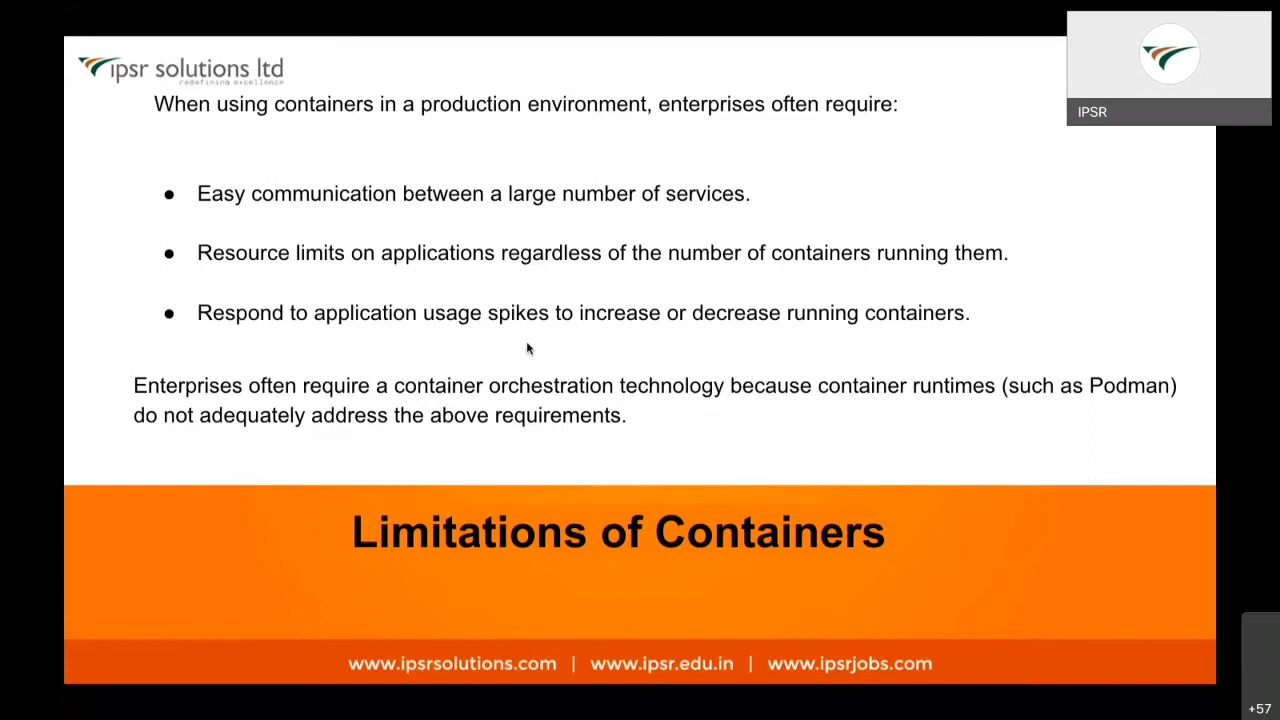 ipsr solutions ltd
redefining excellence
When using containers in a production environment, enterprises often require:
IPSR
● Easy communication between a large number of services.
● Resource limits on applications regardless of the number of containers running them.
● Respond to application usage spikes to increase or decrease running containers.
Enterprises often require a container orchestration technology because container runtimes (such as Podman)
do not adequately address the above requirements.
Limitations of Containers
www.ipsrsolutions.com | www.ipsr.edu.in | www.ipsrjobs.com
+57